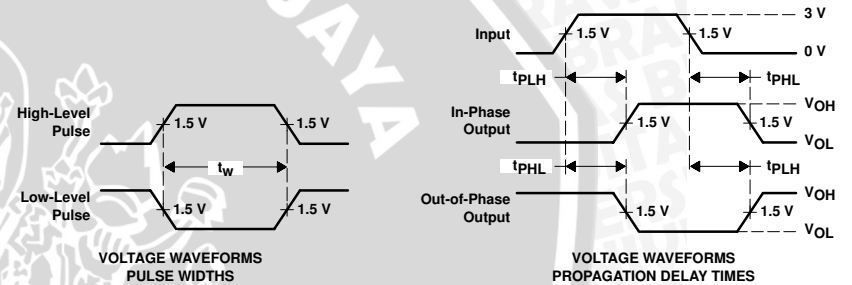 High-Level
Pulse
1.5 V
1.5 V
tw
Low-Level
Pulse
1.5 V
1.5 V
VOLTAGE WAVEFORMS
PULSE WIDTHS
3 V
Input
1.5 V
1.5 V
0 V
tPLH
tPHL
In-Phase
Output
1.5 V
1.5 V
VOH
VOL
tPHL
tPLH
Out-of-Phase
Output
1.5 V
1.5 V
VOH
VOL
VOLTAGE WAVEFORMS
PROPAGATION DELAY TIMES
JAYA